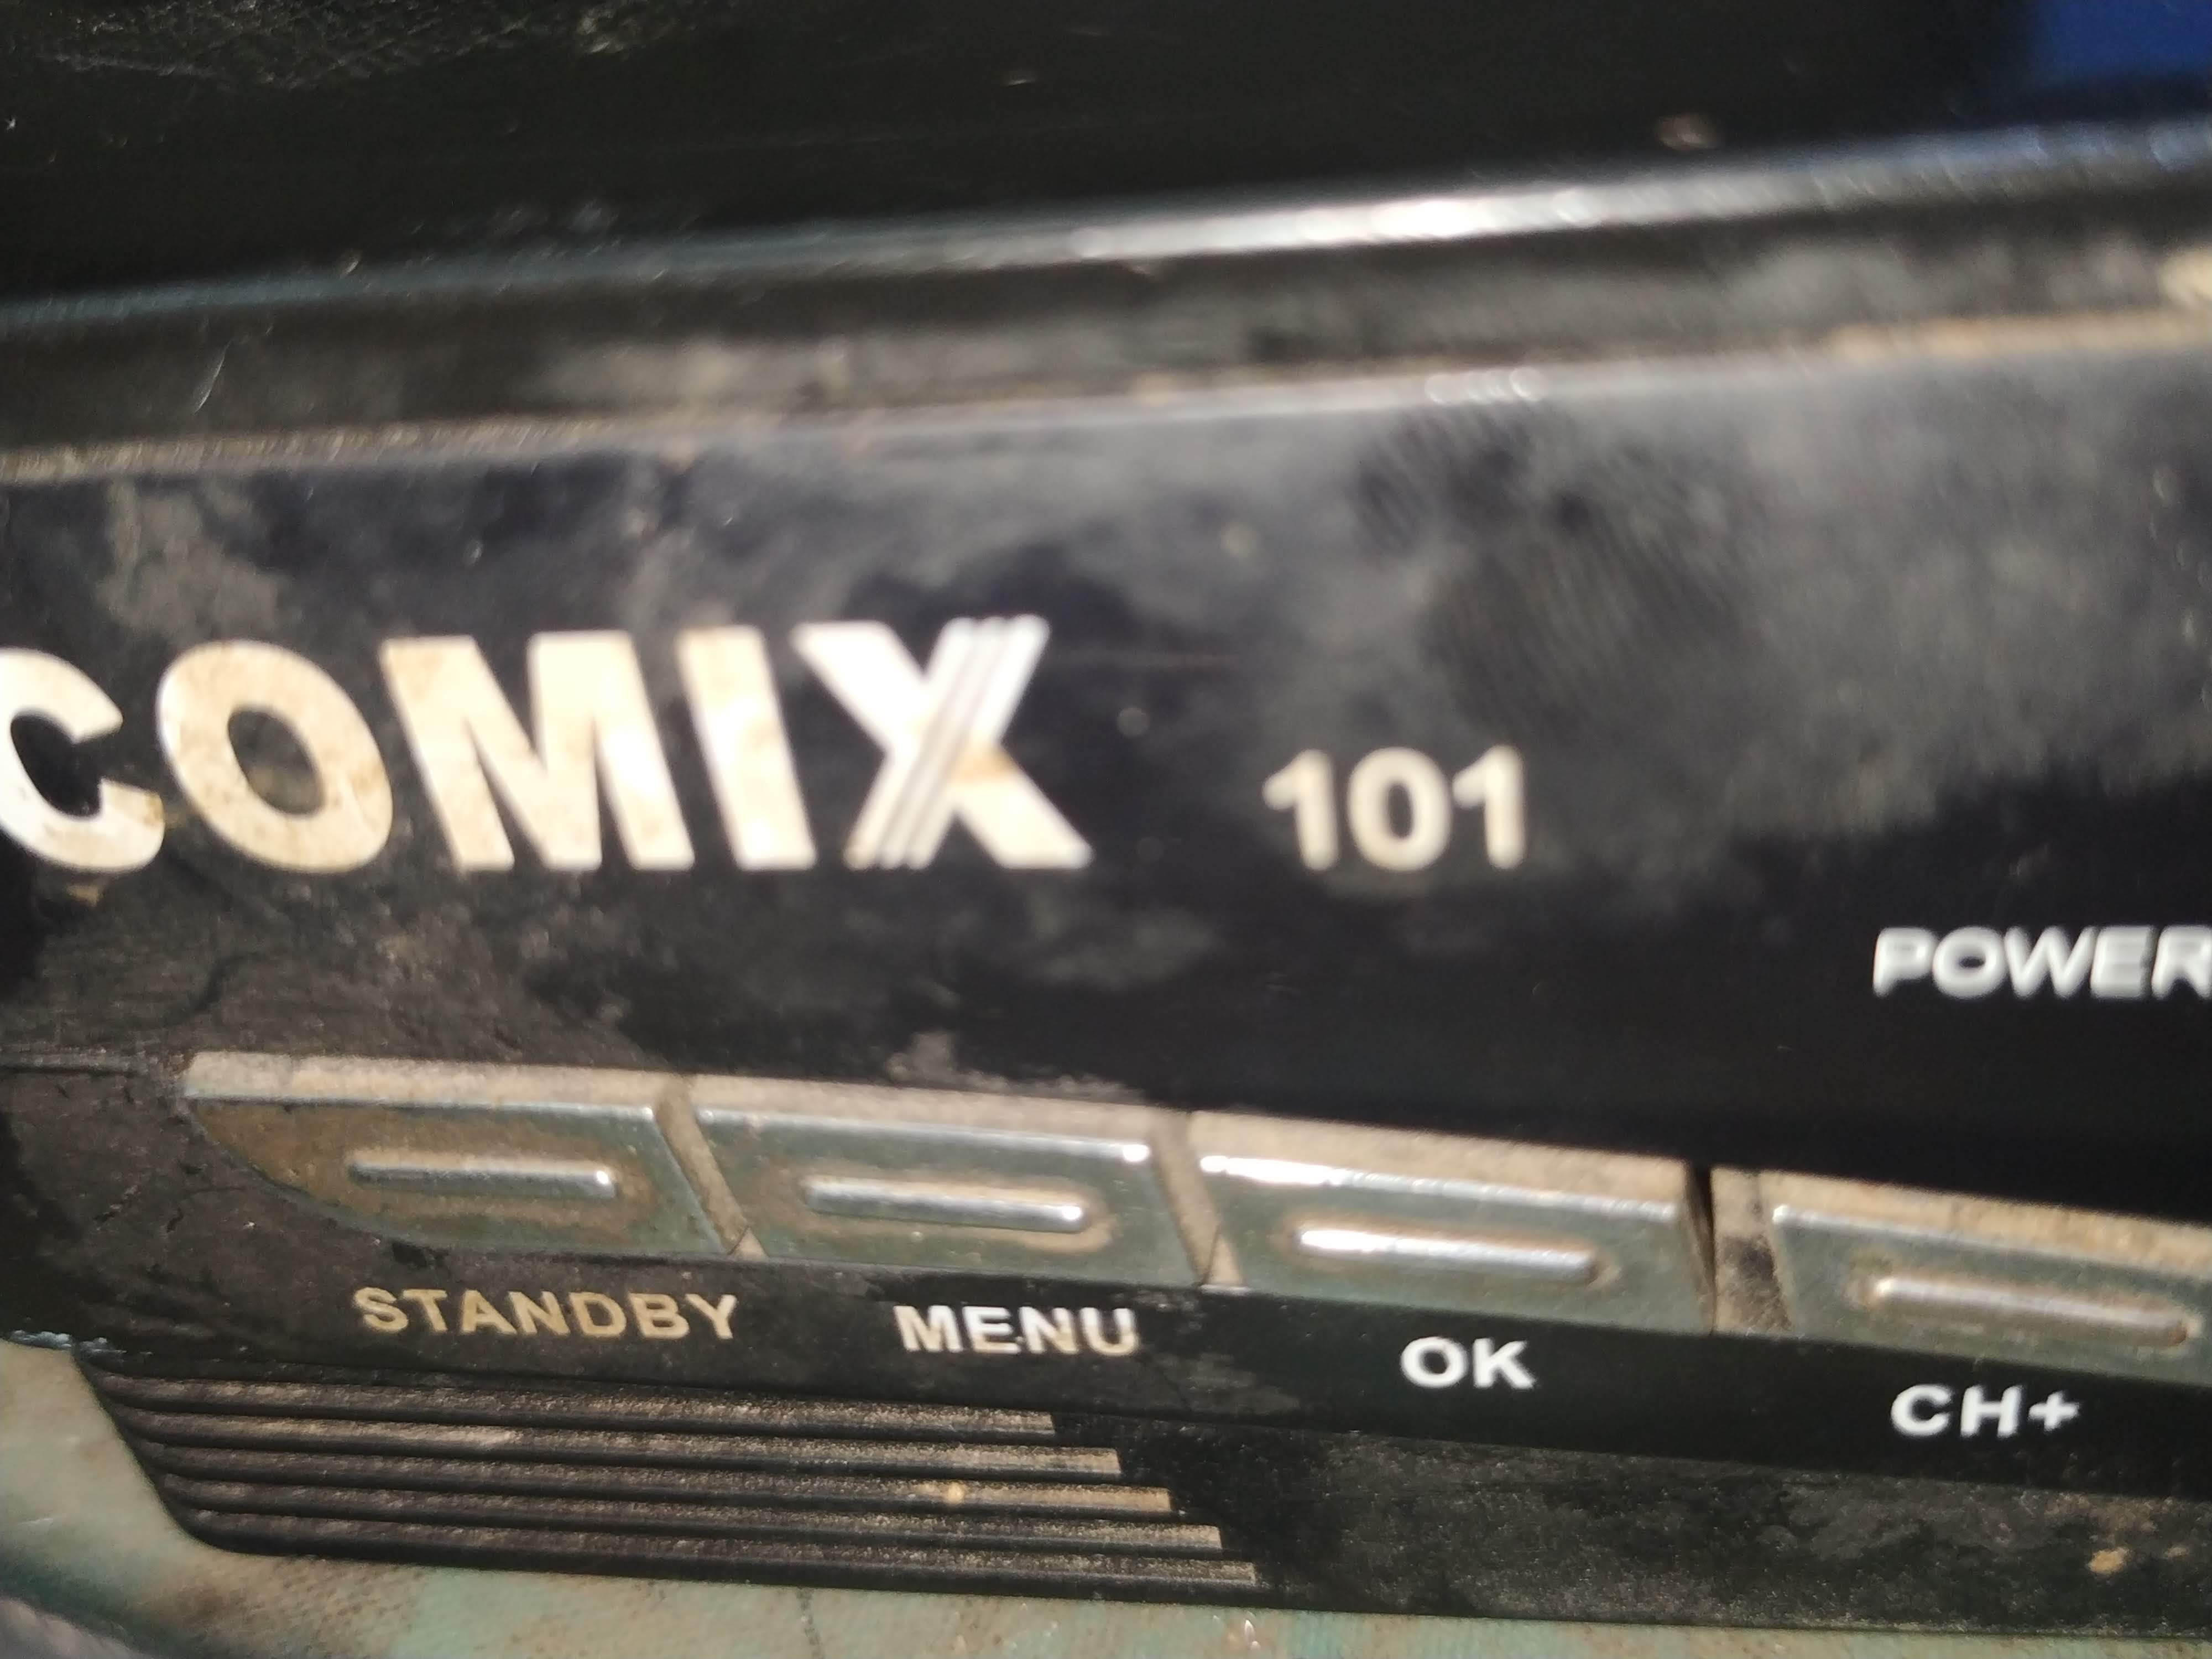 COMIX 101
POWER
STANDBY MENU OK CH+